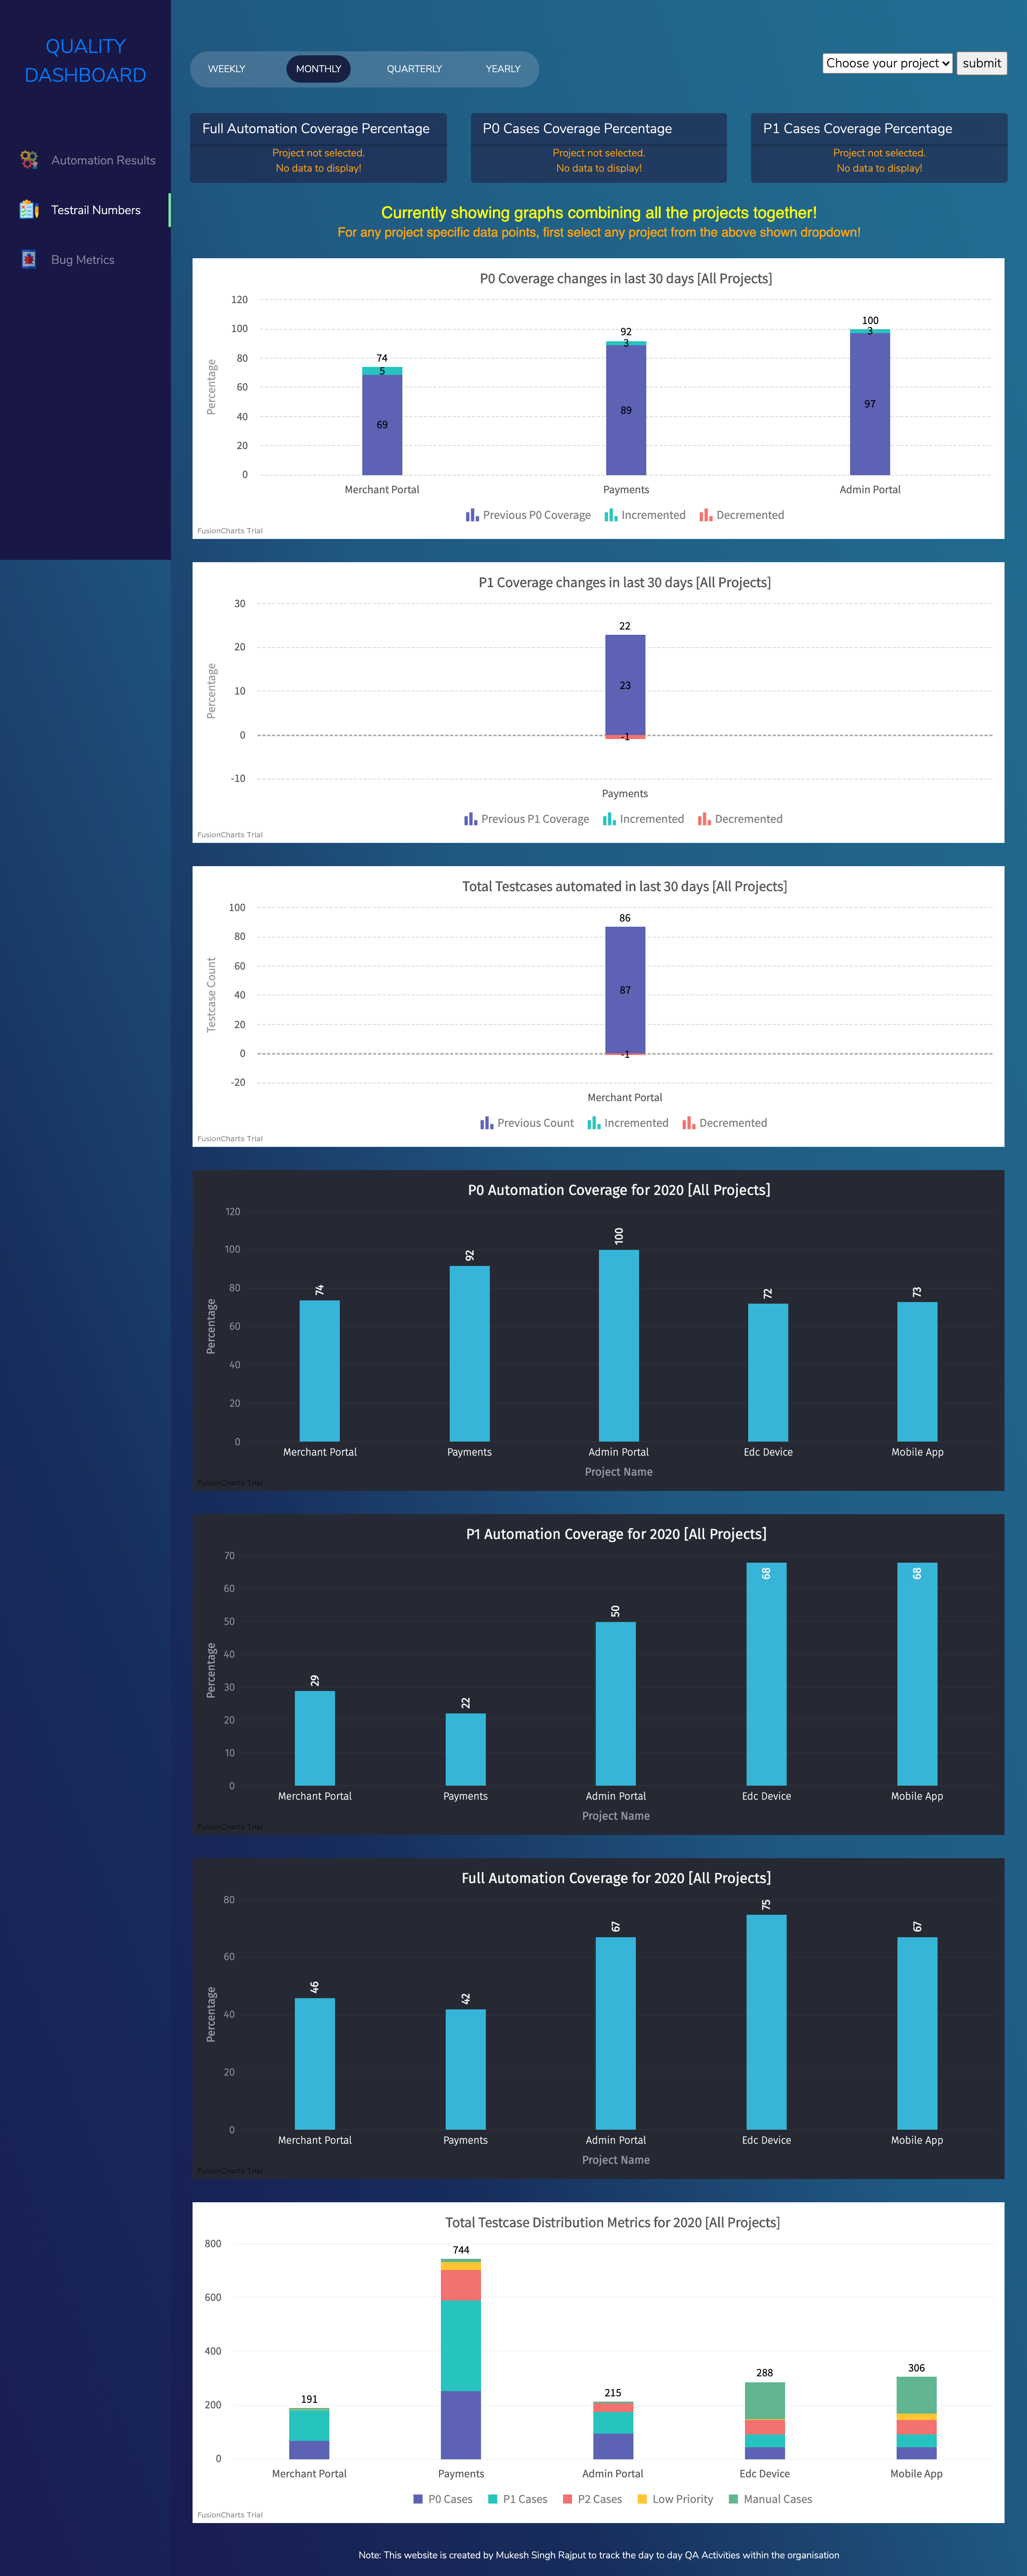 QUALITY
DASHBOARD
Automation Results
Testrail Numbers
Bug Metrics
WEEKLY MONTHLY QUARTERLY YEARLY
Choose your project submit
Full Automation Coverage Percentage
Project not selected.
No data to display!
P0 Cases Coverage Percentage
Project not selected.
No data to display!
P1 Cases Coverage Percentage
Project not selected.
No data to display!
Currently showing graphs combining all the projects together!
For any project specific data points, first select any project from the above shown dropdown!
P0 Coverage changes in last 30 days [All Projects]
Percentage
120
100
80
60
40
20
0
74
5
69
92
3
89
100
3
97
Merchant Portal Payments Admin Portal
Previous P0 Coverage Incremented Decremented
FusionCharts Trial
P1 Coverage changes in last 30 days [All Projects]
Percentage
30
20
10
0
-10
22
23
-1
Payments
Previous P1 Coverage Incremented Decremented
FusionCharts Trial
Total Testcases automated in last 30 days [All Projects]
Testcase Count
100
80
60
40
20
0
-20
86
87
-1
Merchant Portal
Previous Count Incremented Decremented
FusionCharts Trial
P0 Automation Coverage for 2020 [All Projects]
Percentage
120
100
80
60
40
20
0
74 92 100 72 73
Merchant Portal Payments Admin Portal Edc Device Mobile App
Project Name
FusionCharts Trial
P1 Automation Coverage for 2020 [All Projects]
Percentage
70
60
50
40
30
20
10
0
29 22 50 68 68
Merchant Portal Payments Admin Portal Edc Device Mobile App
Project Name
FusionCharts Trial
Full Automation Coverage for 2020 [All Projects]
Percentage
80
60
40
20
0
46 42 67 75 67
Merchant Portal Payments Admin Portal Edc Device Mobile App
Project Name
FusionCharts Trial
Total Testcase Distribution Metrics for 2020 [All Projects]
800
600
400
200
0
191 744 215 288 306
Merchant Portal Payments Admin Portal Edc Device Mobile App
P0 Cases P1 Cases P2 Cases Low Priority Manual Cases
FusionCharts Trial
Note: This website is created by Mukesh Singh Rajput to track the day to day QA Activities within the organisation